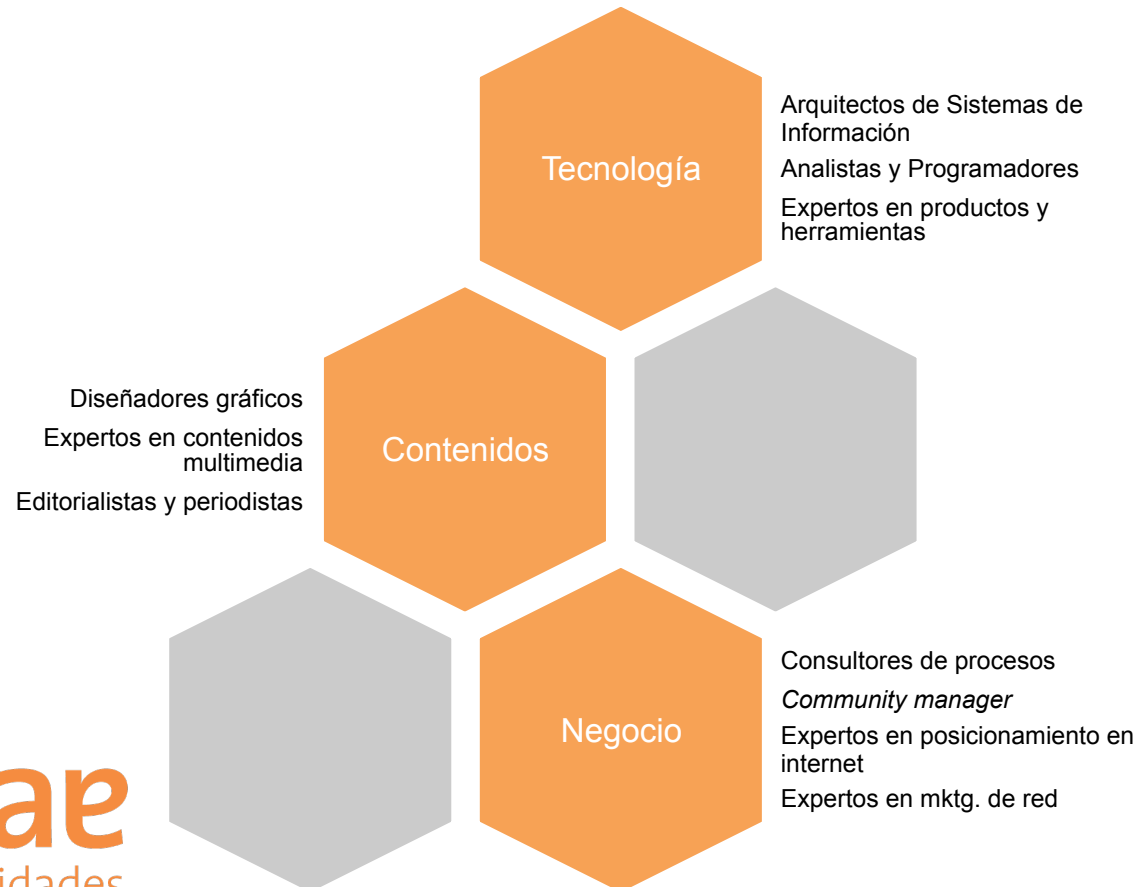 Tecnología
Arquitectos de Sistemas de
Información
Analistas y Programadores
Expertos en productos y
herramientas
Diseñadores gráficos
Expertos en contenidos
multimedia
Editorialistas y periodistas
Contenidos
Negocio
Consultores de procesos
Community manager
Expertos en posicionamiento en
internet
Expertos en mktg. de red